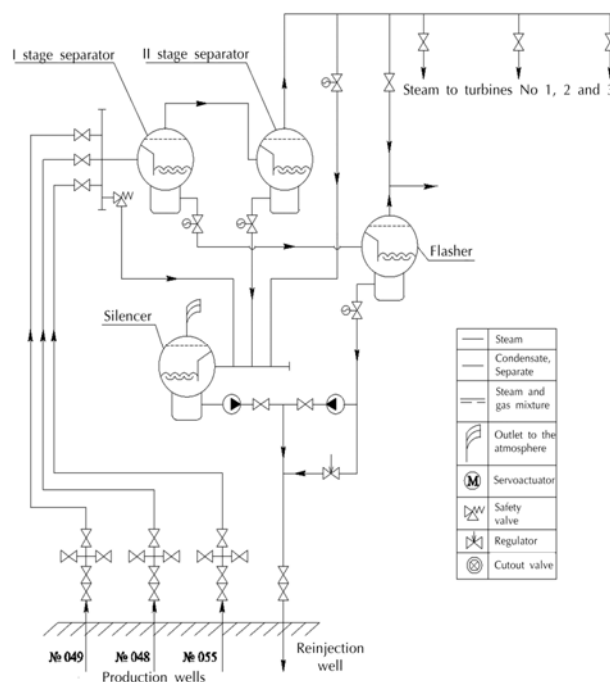 I stage separator
II stage separator
Steam to turbines No 1, 2 and 3
Flasher
Silencer
Steam
Condensate,
Separate
Steam and
gas mixture
Outlet to the
atmosphere
M
Servoactuator
Safety
valve
Regulator
Cutout valve
№ 049
№ 048
№ 055
Production wells
Reinjection
well